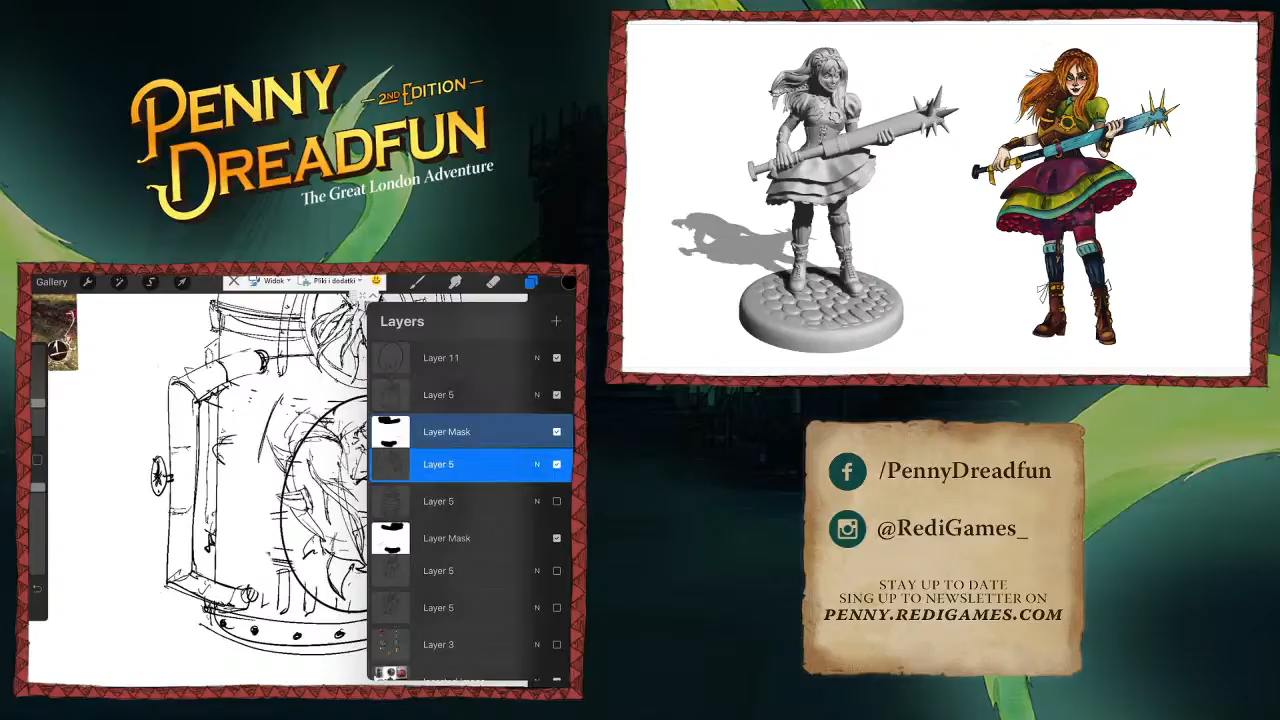 PENNY
2ND EDITION
DREADFUN
The Great London Adventure
Gallery
Widok
Pliki i dodatki
Layers
Layer 11
N
Layer 5
N
Layer Mask
Layer 5
N
Layer 5
N
Layer Mask
Layer 5
N
Layer 5
N
Layer 3
N
Inserted Image
N
/PennyDreadfun
@RediGames_
STAY UP TO DATE
SING UP TO NEWSLETTER ON
PENNY.REDIGAMES.COM